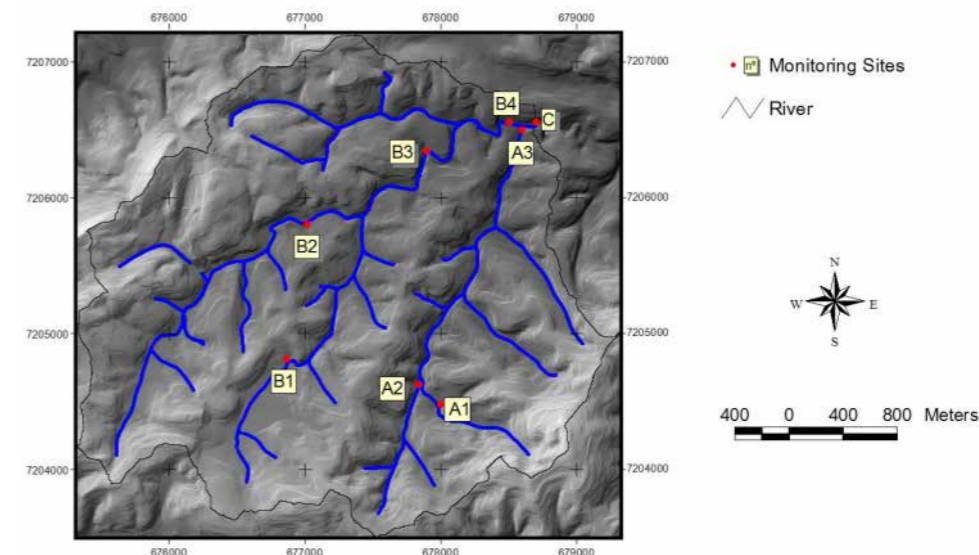 676000 677000 678000 679000
7207000 7207000
B4 C
B3 A3
7206000 7206000
B2
7205000 7205000
B1 A2 A1
7204000 7204000
676000 677000 678000 679000
nº Monitoring Sites
River
N
W E
S
400 0 400 800 Meters